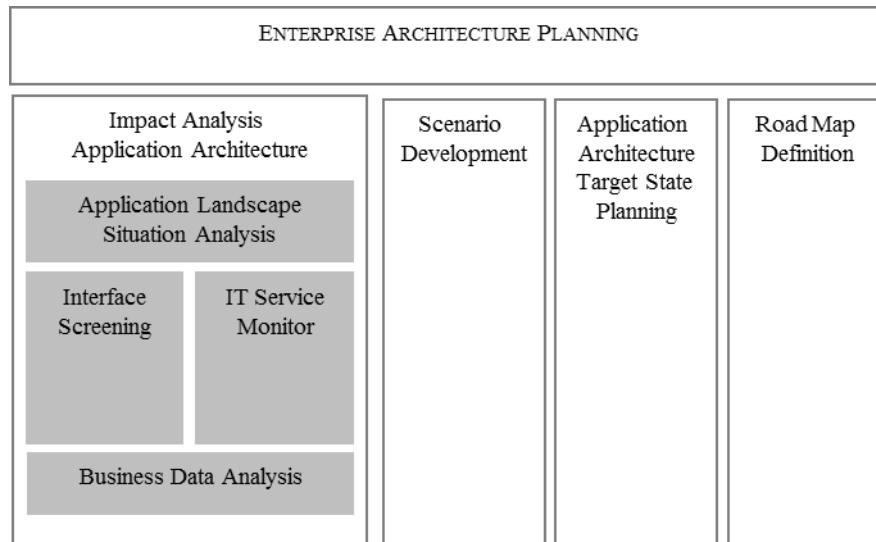 ENTERPRISE ARCHITECTURE PLANNING
Impact Analysis
Application Architecture
Application Landscape
Situation Analysis
Interface
Screening
IT Service
Monitor
Business Data Analysis
Scenario
Development
Application
Architecture
Target State
Planning
Road Map
Definition